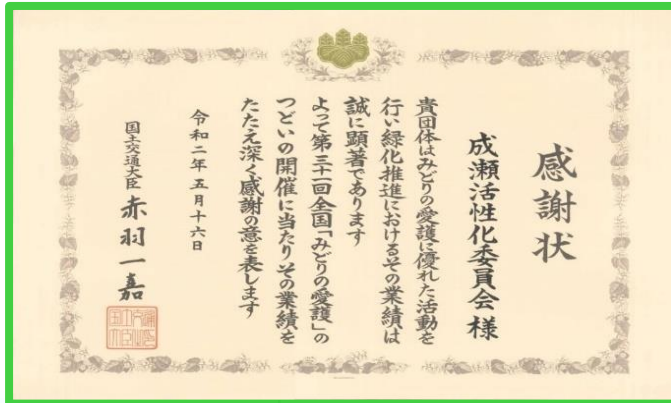 感謝状
成瀬活性化委員会 様
貴団体はみどりの愛護に優れた活動を
行い緑化推進におけるその業績は
誠に顕著であります
よって第三十一回全国「みどりの愛護」の
つどいの開催に当たりその業績を
たたえ深く感謝の意を表します
令和二年五月十六日
国土交通大臣 赤羽一嘉